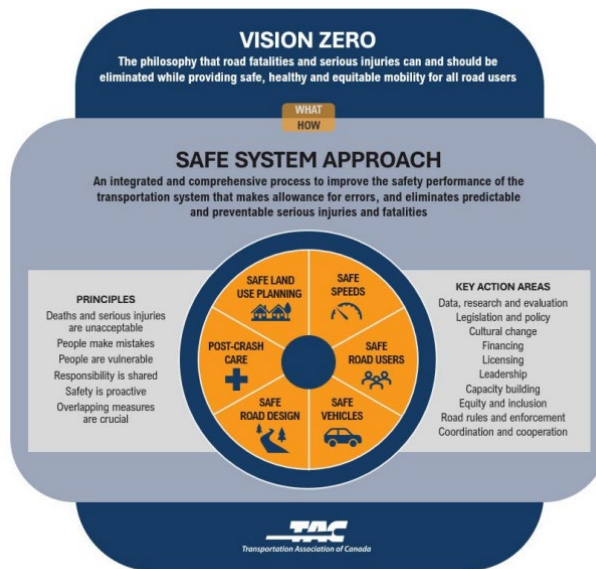 VISION ZERO
The philosophy that road fatalities and serious injuries can and should be
eliminated while providing safe, healthy and equitable mobility for all road users
WHAT
HOW
SAFE SYSTEM APPROACH
An integrated and comprehensive process to improve the safety performance of the
transportation system that makes allowance for errors, and eliminates predictable
and preventable serious injuries and fatalities
PRINCIPLES
Deaths and serious injuries
are unacceptable
People make mistakes
People are vulnerable
Responsibility is shared
Safety is proactive
Overlapping measures
are crucial
SAFE LAND
USE PLANNING
SAFE
SPEEDS
POST-CRASH
CARE
SAFE
ROAD USERS
SAFE
ROAD DESIGN
SAFE
VEHICLES
KEY ACTION AREAS
Data, research and evaluation
Legislation and policy
Cultural change
Financing
Licensing
Leadership
Capacity building
Equity and inclusion
Road rules and enforcement
Coordination and cooperation
TAC
Transportation Association of Canada